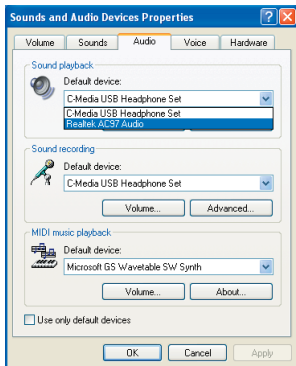 Sounds and Audio Devices Properties
Volume Sounds Audio Voice Hardware
Sound playback
Default device:
C-Media USB Headphone Set
C-Media USB Headphone Set
Realtek AC97 Audio
Sound recording
Default device:
C-Media USB Headphone Set
Volume... Advanced...
MIDI music playback
Default device:
Microsoft GS Wavetable SW Synth
Volume... About...
Use only default devices
OK Cancel Apply